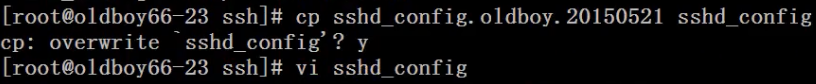 [root@oldboy66-23 ssh]# cp sshd_config.oldboy.20150521 sshd_config
cp: overwrite `sshd_config'? y
[root@oldboy66-23 ssh]# vi sshd_config